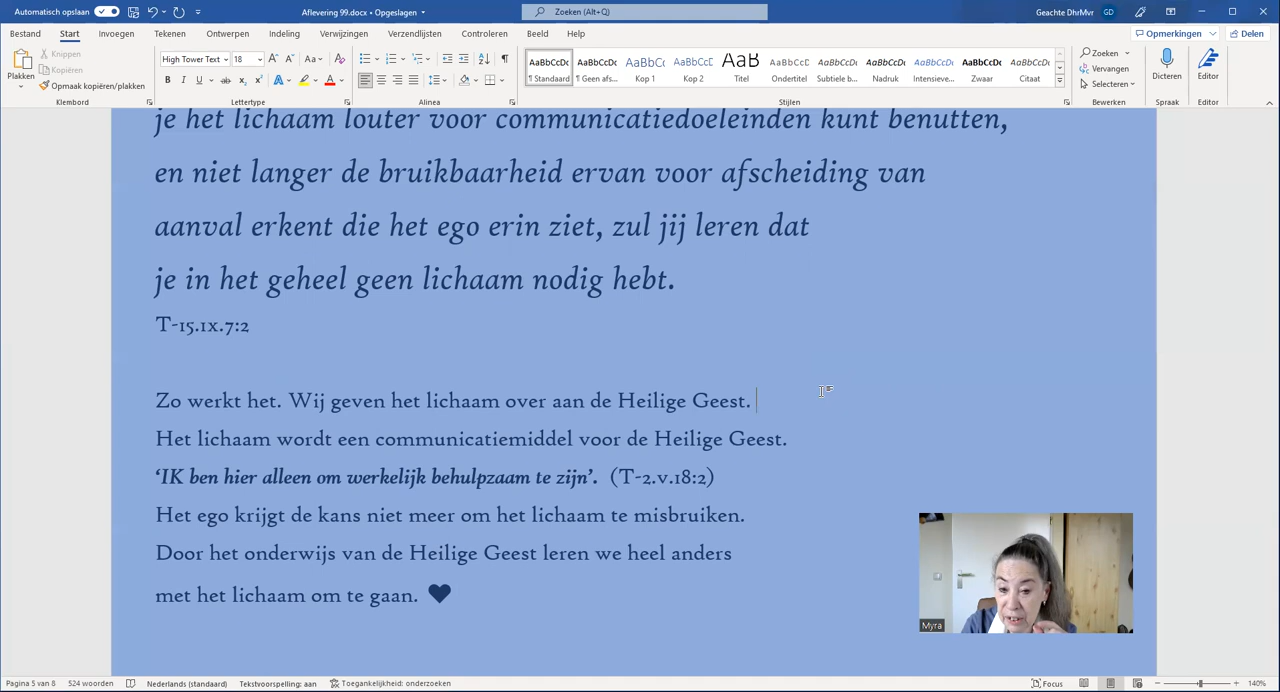 Automatisch opslaan
Aflevering 99.docx • Opgeslagen
Zoeken (Alt+Q)
Geachte DhrMvr GD
Bestand Start Invoegen Tekenen Ontwerpen Indeling Verwijzingen Verzendlijsten Controleren Beeld Help Opmerkingen Delen
Plakken
Knippen
Kopiëren
Opmaak kopiëren/plakken
Klembord
High Tower Text 18
Lettertype
Alinea
Standaard
Geen afs...
Kop 1
Kop 2
Titel
Ondertitel
Subtiele b...
Nadruk
Intensieve...
Zwaar
Citaat
Stijlen
Zoeken
Vervangen
Selecteren
Bewerken
Dicteren
Spraak
Editor
Editor
je het lichaam louter voor communicatiedoeleinden kunt benutten,
en niet langer de bruikbaarheid ervan voor afscheiding van
aanval erkent die het ego erin ziet, zul jij leren dat
je in het geheel geen lichaam nodig hebt.
T-15.ix.7:2
Zo werkt het. Wij geven het lichaam over aan de Heilige Geest.
Het lichaam wordt een communicatiemiddel voor de Heilige Geest.
‘IK ben hier alleen om werkelijk behulpzaam te zijn’. (T-2.v.18:2)
Het ego krijgt de kans niet meer om het lichaam te misbruiken.
Door het onderwijs van de Heilige Geest leren we heel anders
met het lichaam om te gaan.
Myra
Pagina 5 van 8 524 woorden Nederlands (standaard) Tekstvoorspelling: aan Toegankelijkheid: onderzoeken Focus 140%